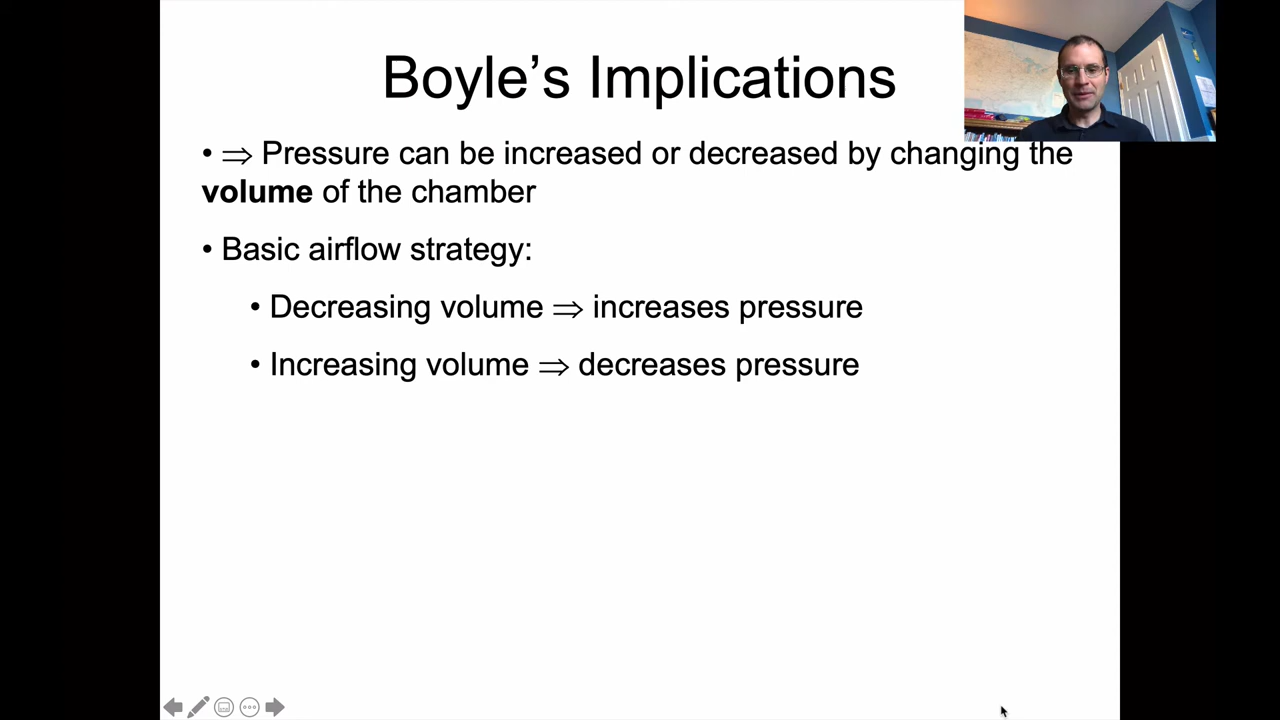 Boyle’s Implications
• ⇒ Pressure can be increased or decreased by changing the
volume of the chamber
• Basic airflow strategy:
• Decreasing volume ⇒ increases pressure
• Increasing volume ⇒ decreases pressure